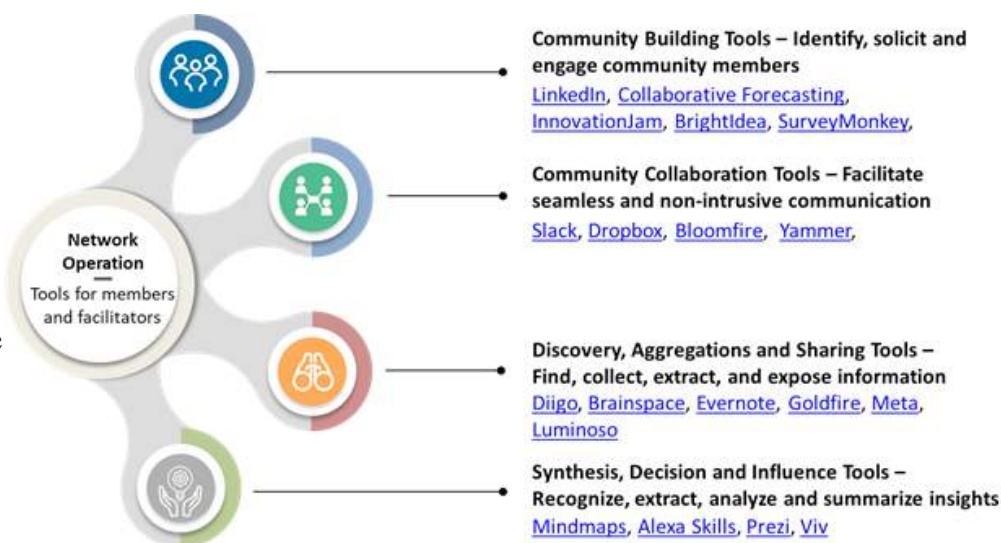 Community Building Tools – Identify, solicit and
engage community members
LinkedIn, Collaborative Forecasting,
InnovationJam, BrightIdea, SurveyMonkey,
Community Collaboration Tools – Facilitate
seamless and non-intrusive communication
Slack, Dropbox, Bloomfire, Yammer,
Network
Operation
Tools for members
and facilitators
Discovery, Aggregations and Sharing Tools –
Find, collect, extract, and expose information
Diigo, Brainspace, Evernote, Goldfire, Meta,
Luminoso
Synthesis, Decision and Influence Tools –
Recognize, extract, analyze and summarize insights
Mindmaps, Alexa Skills, Prezi, Viv